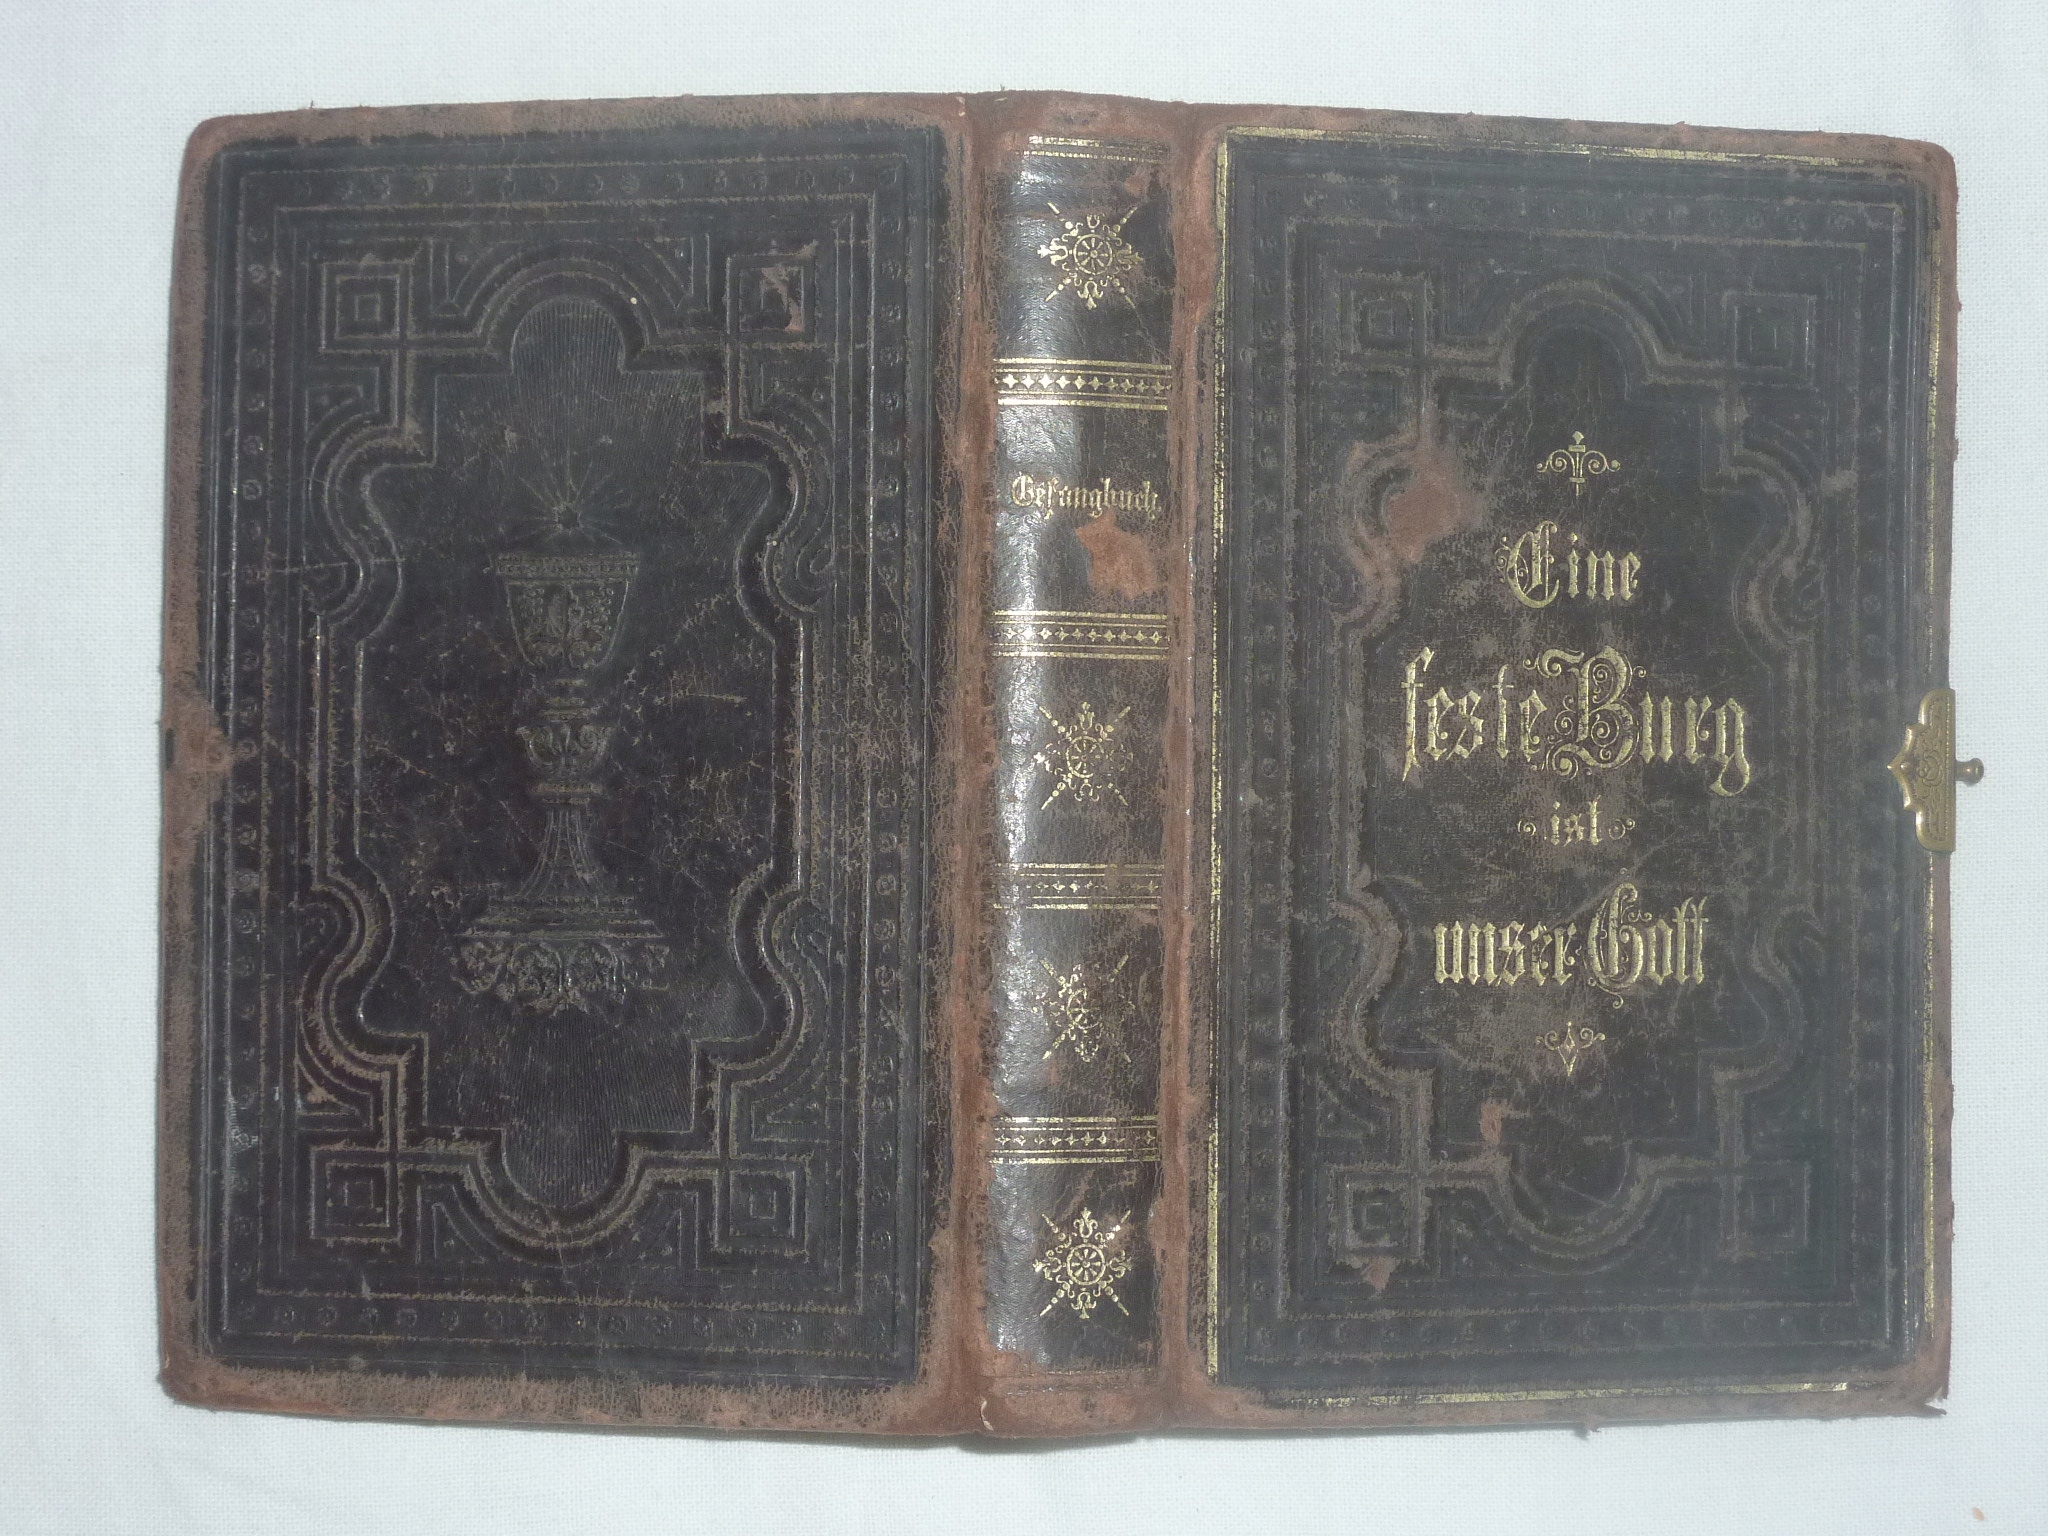 Gesangbuch.
Eine
feste Burg
ist
unser Gott